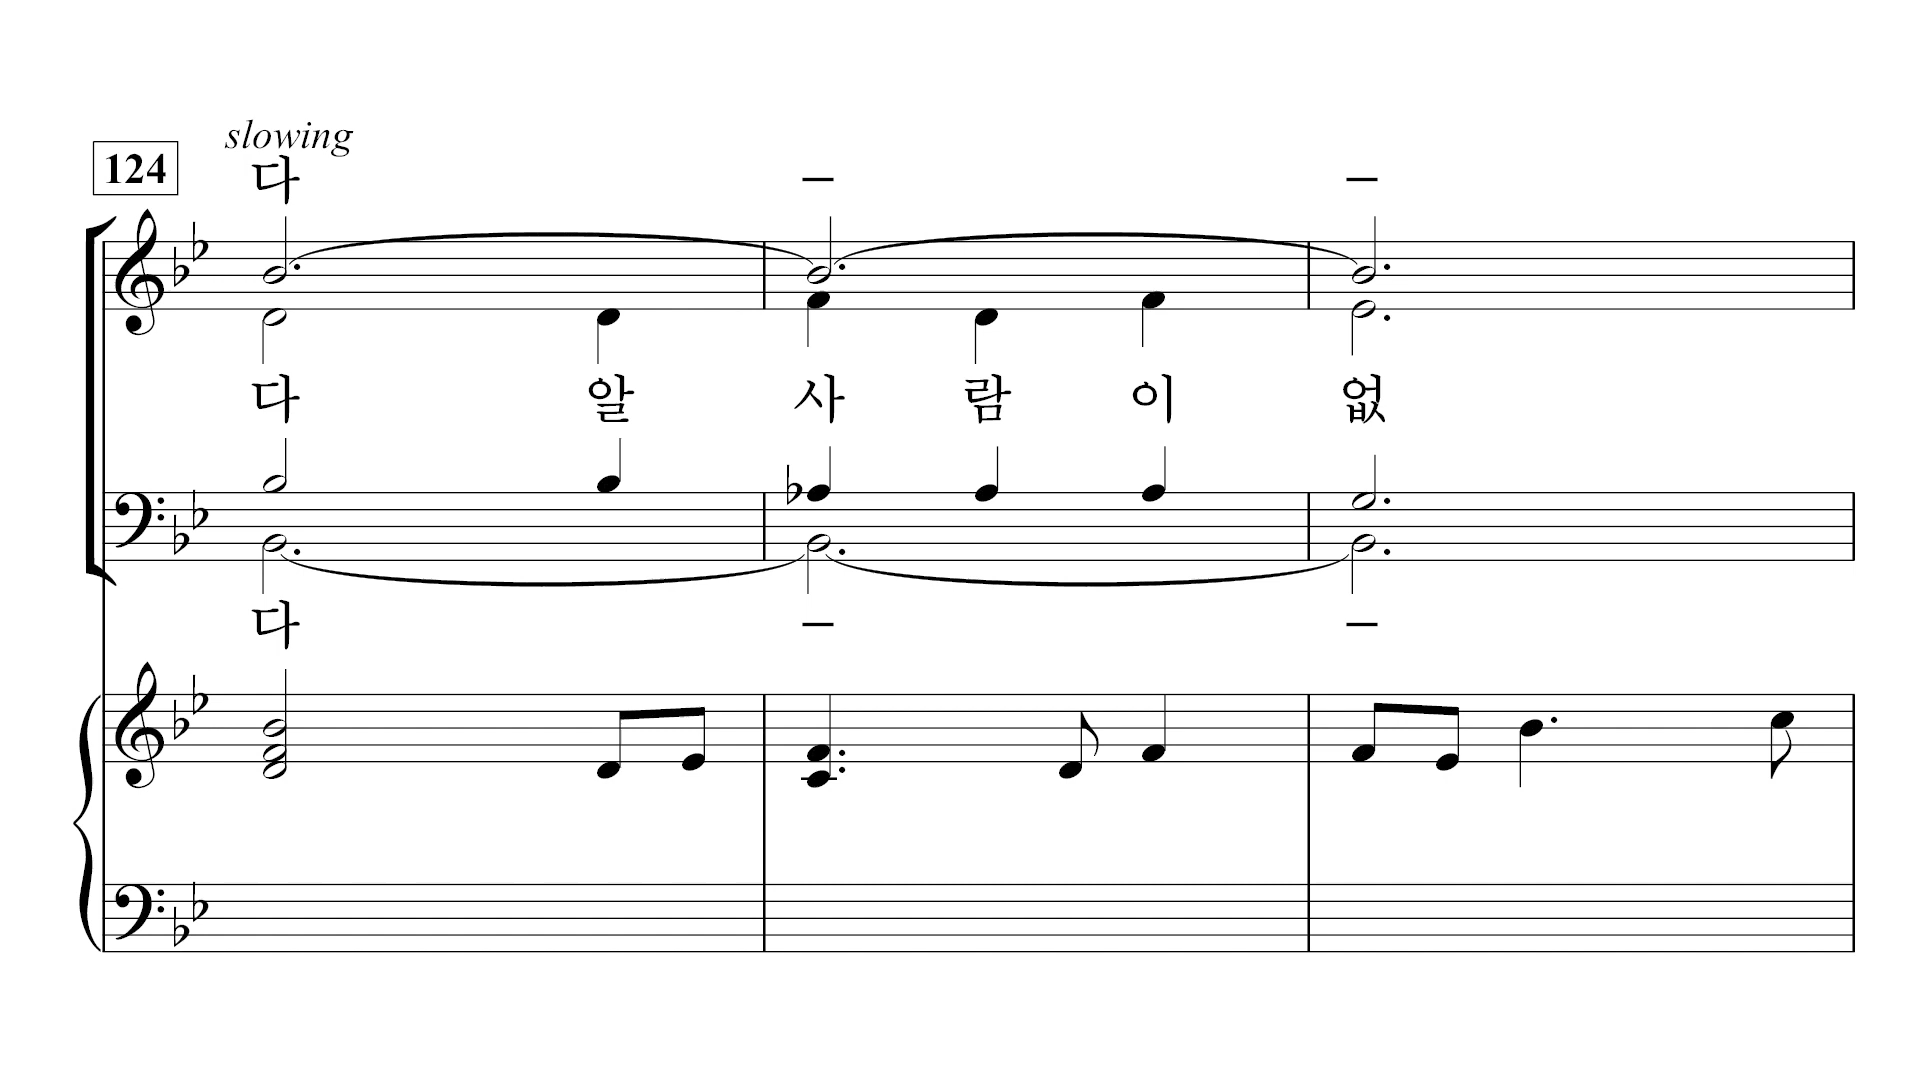 slowing
124
다 – –
다 알 사 람 이 없
다 – –